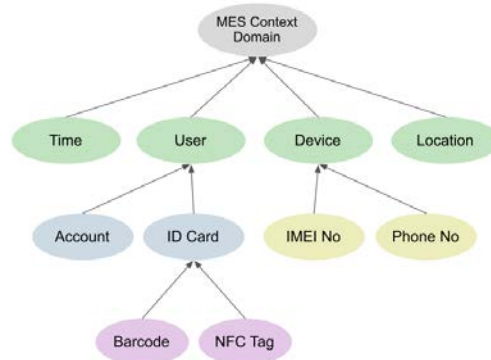 MES Context
Domain
Time
User
Device
Location
Account
ID Card
IMEI No
Phone No
Barcode
NFC Tag